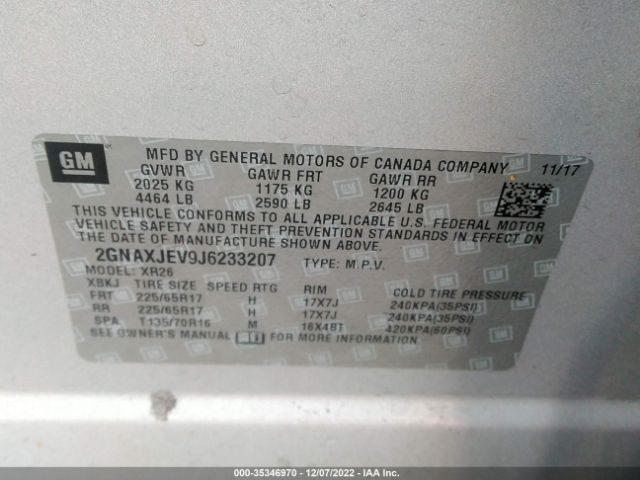 GM
MFD BY GENERAL MOTORS OF CANADA COMPANY 11/17
GVWR GAWR FRT GAWR RR
2025 KG 1175 KG 1200 KG
4464 LB 2590 LB 2645 LB
THIS VEHICLE CONFORMS TO ALL APPLICABLE U.S. FEDERAL MOTOR
VEHICLE SAFETY AND THEFT PREVENTION STANDARDS IN EFFECT ON
THE DATE OF MANUFACTURE SHOWN ABOVE.
2GNAXJEV9J6233207 TYPE: M.P.V.
MODEL: XR26
XBKJ TIRE SIZE SPEED RTG RIM COLD TIRE PRESSURE
FRT 225/65R17 H 17X7J 240KPA(35PSI)
RR 225/65R17 H 17X7J 240KPA(35PSI)
SPA T135/70R16 M 16X4BT 420KPA(60PSI)
SEE OWNER'S MANUAL FOR MORE INFORMATION.
000-35346970 - 12/07/2022 - IAA Inc.